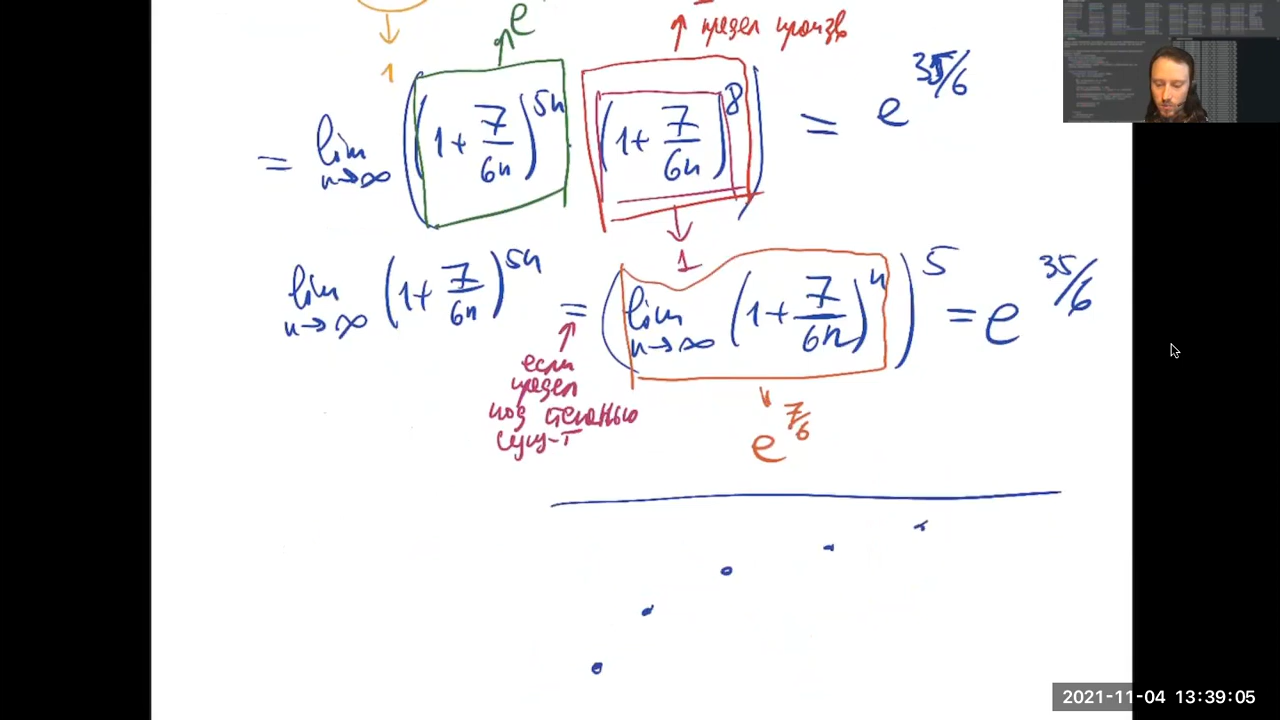 e
предел произв
1
= lim n→∞ ((1 + 7/6n)^5n (1 + 7/6n)^8) = e^35/6
1
lim n→∞ (1 + 7/6n)^5n = (lim n→∞ (1 + 7/6n)^n)^5 = e^35/6
если
предел
под степенью
сущ-т
e^7/6
2021-11-04 13:39:05